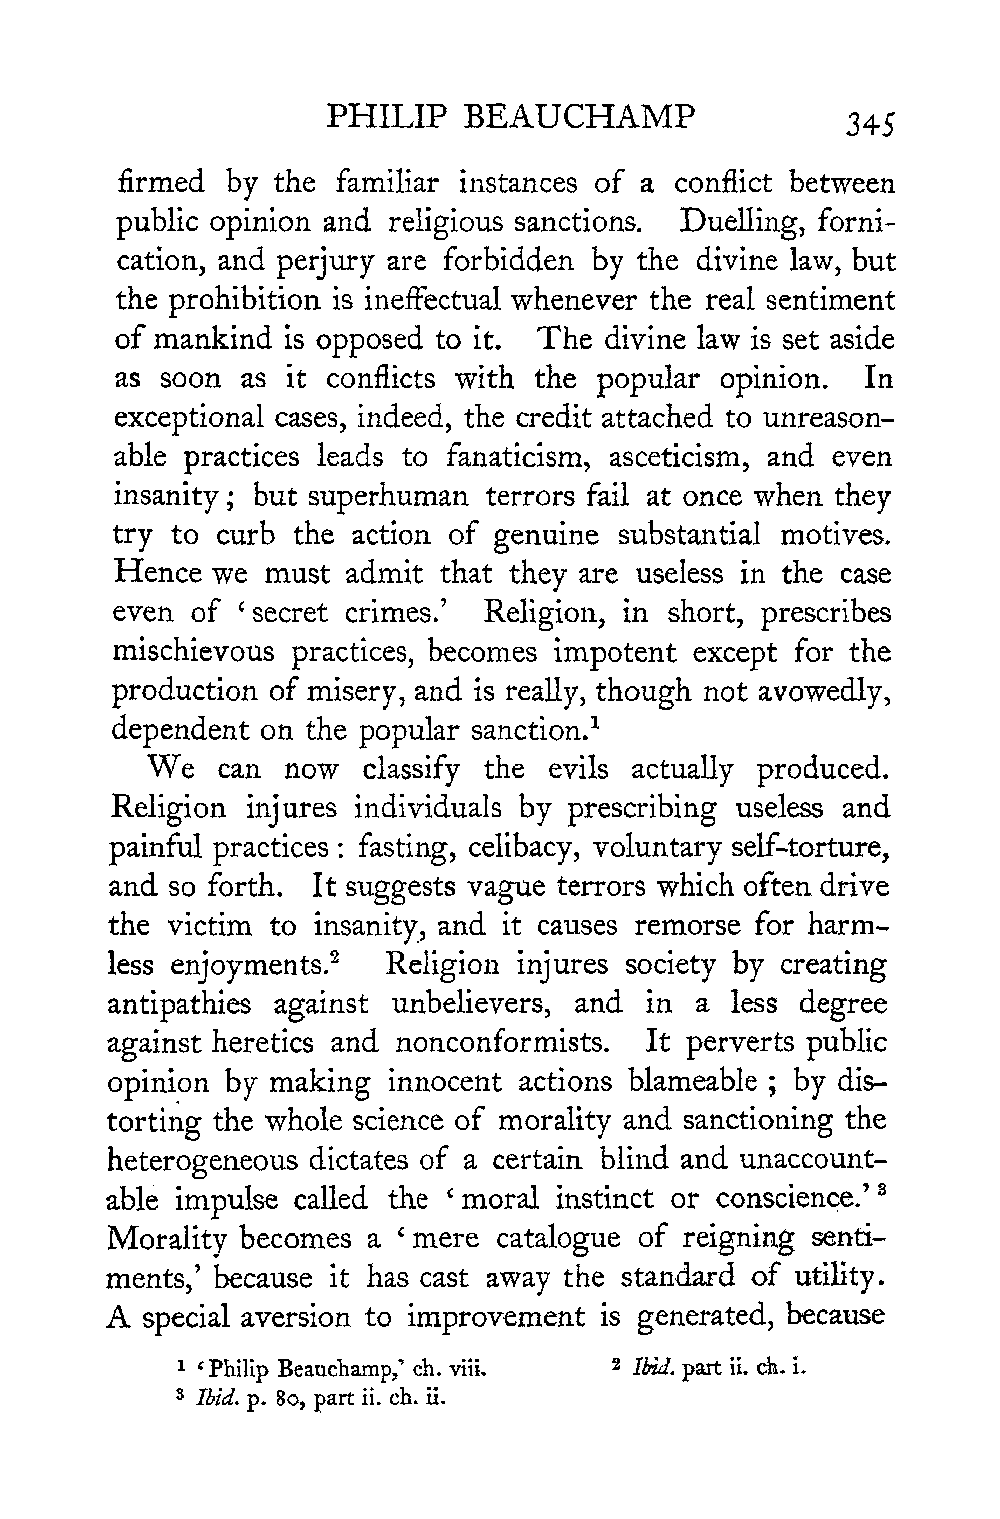 PHILIP BEAUCHAMP 345
firmed by the familiar instances of a conflict between
public opinion and religious sanctions. Duelling, forni-
cation, and perjury are forbidden by the divine law, but
the prohibition is ineffectual whenever the real sentiment
of mankind is opposed to it. The divine law is set aside
as soon as it conflicts with the popular opinion. In
exceptional cases, indeed, the credit attached to unreason-
able practices leads to fanaticism, asceticism, and even
insanity; but superhuman terrors fail at once when they
try to curb the action of genuine substantial motives.
Hence we must admit that they are useless in the case
even of ‘secret crimes.’ Religion, in short, prescribes
mischievous practices, becomes impotent except for the
production of misery, and is really, though not avowedly,
dependent on the popular sanction.¹
We can now classify the evils actually produced.
Religion injures individuals by prescribing useless and
painful practices: fasting, celibacy, voluntary self-torture,
and so forth. It suggests vague terrors which often drive
the victim to insanity, and it causes remorse for harm-
less enjoyments.² Religion injures society by creating
antipathies against unbelievers, and in a less degree
against heretics and nonconformists. It perverts public
opinion by making innocent actions blameable; by dis-
torting the whole science of morality and sanctioning the
heterogeneous dictates of a certain blind and unaccount-
able impulse called the ‘moral instinct or conscience.’³
Morality becomes a ‘mere catalogue of reigning senti-
ments,’ because it has cast away the standard of utility.
A special aversion to improvement is generated, because
¹ ‘Philip Beauchamp,’ ch. viii. ² Ibid. part ii. ch. i.
³ Ibid. p. 80, part ii. ch. ii.